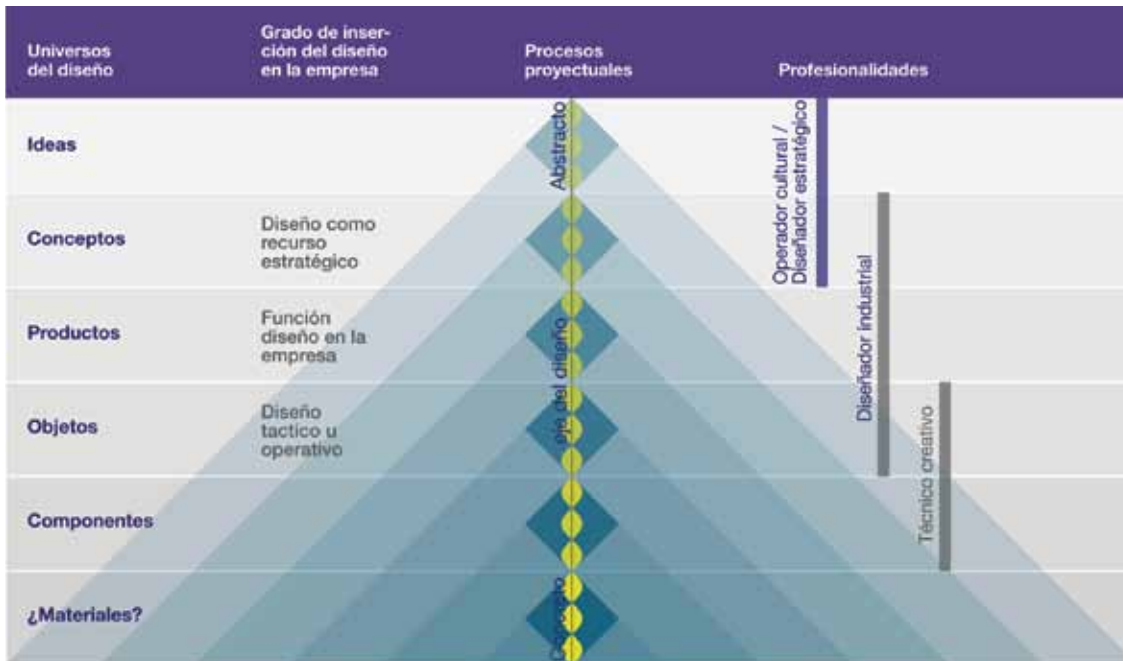 Universos
del diseño
Grado de inser-
ción del diseño
en la empresa
Procesos
proyectuales
Profesionalidades
Ideas
Abstracto
Operador cultural /
Diseñador estratégico
Conceptos
Diseño como
recurso
estratégico
Diseñador industrial
Productos
Función
diseño en la
empresa
eje del diseño
Objetos
Diseño
tactico u
operativo
Técnico creativo
Componentes
¿Materiales?
Concreto